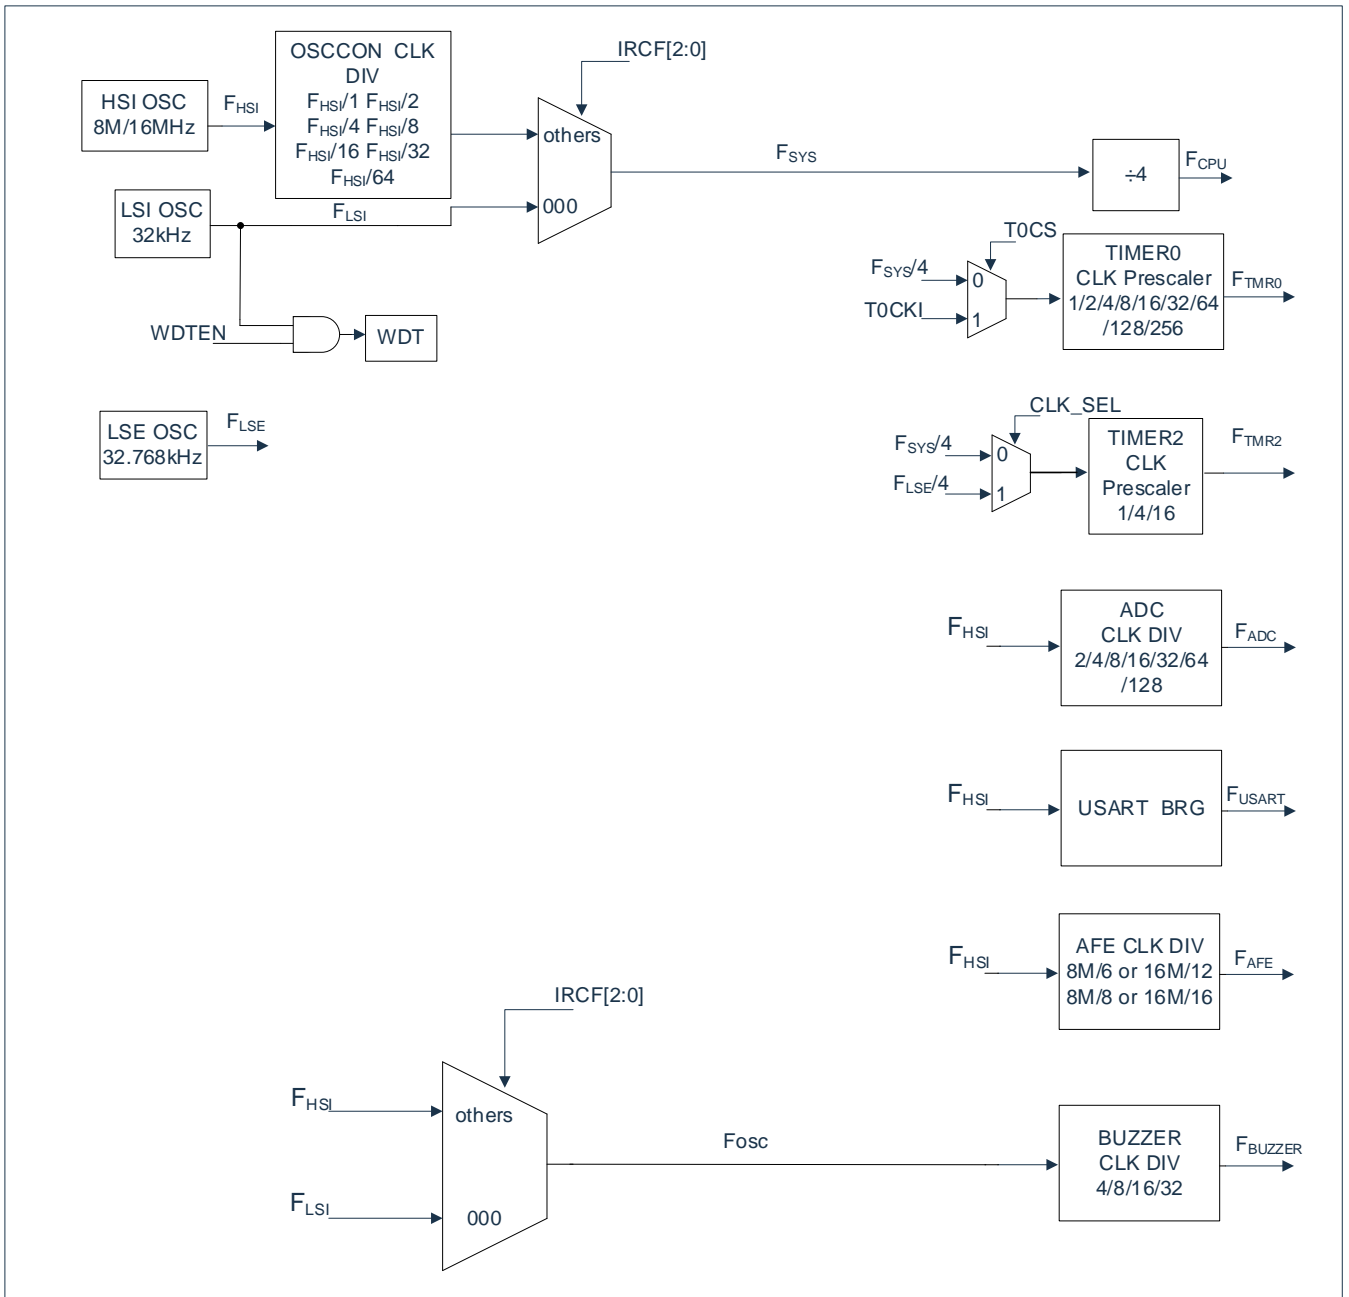 IRCF[2:0]
OSCCON CLK
DIV
FHSI/1 FHSI/2
FHSI/4 FHSI/8
FHSI/16 FHSI/32
FHSI/64
HSI OSC
8M/16MHz
FHSI
others
000
FSYS
÷4
FCPU
LSI OSC
32kHz
FLSI
WDTEN
WDT
T0CS
FSYS/4
T0CKI
0
1
TIMER0
CLK Prescaler
1/2/4/8/16/32/64
/128/256
FTMR0
LSE OSC
32.768kHz
FLSE
CLK_SEL
FSYS/4
FLSE/4
0
1
TIMER2
CLK
Prescaler
1/4/16
FTMR2
FHSI
ADC
CLK DIV
2/4/8/16/32/64
/128
FADC
FHSI
USART BRG
FUSART
FHSI
AFE CLK DIV
8M/6 or 16M/12
8M/8 or 16M/16
FAFE
IRCF[2:0]
FHSI
others
FLSI
000
Fosc
BUZZER
CLK DIV
4/8/16/32
FBUZZER